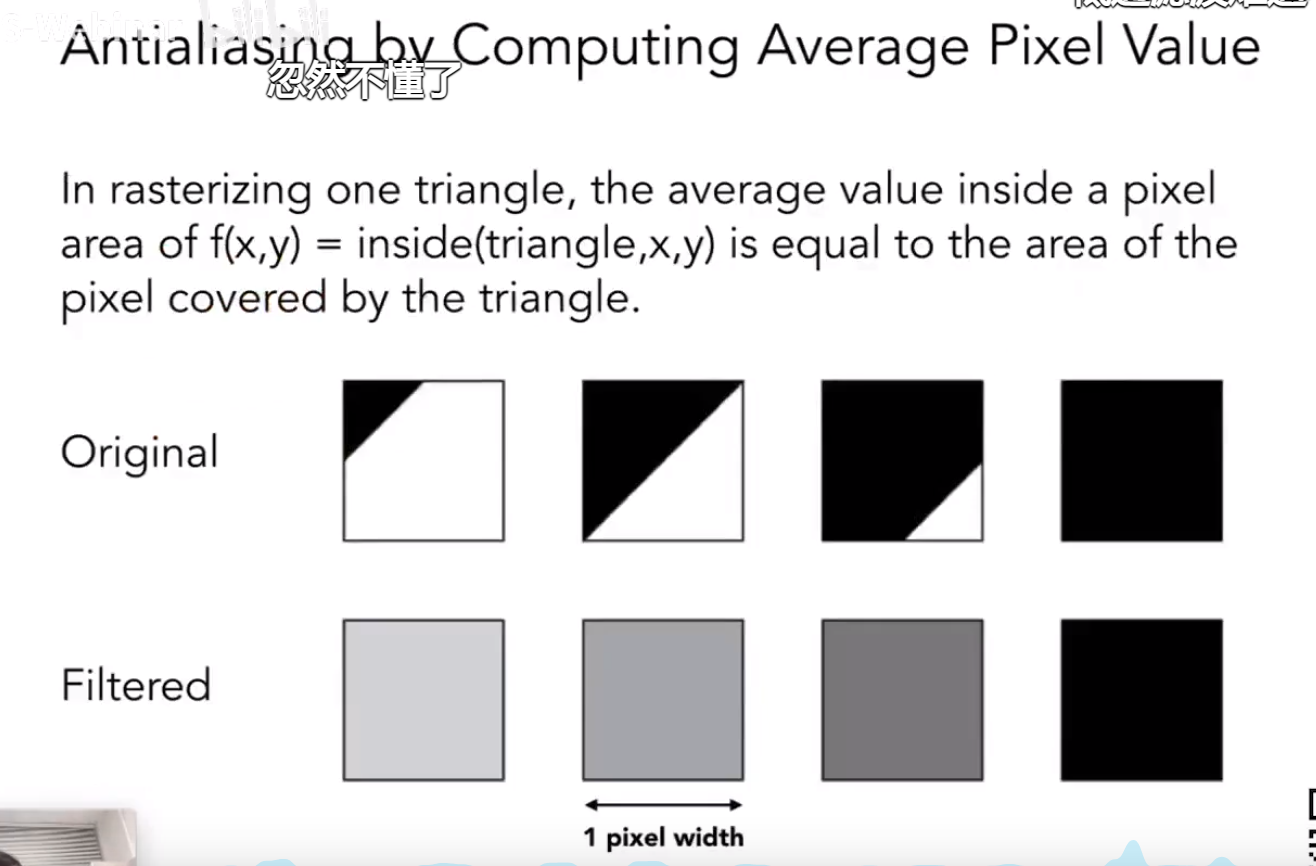 Antialiasing by Computing Average Pixel Value
忽然不懂了
In rasterizing one triangle, the average value inside a pixel
area of f(x,y) = inside(triangle,x,y) is equal to the area of the
pixel covered by the triangle.
Original
Filtered
1 pixel width